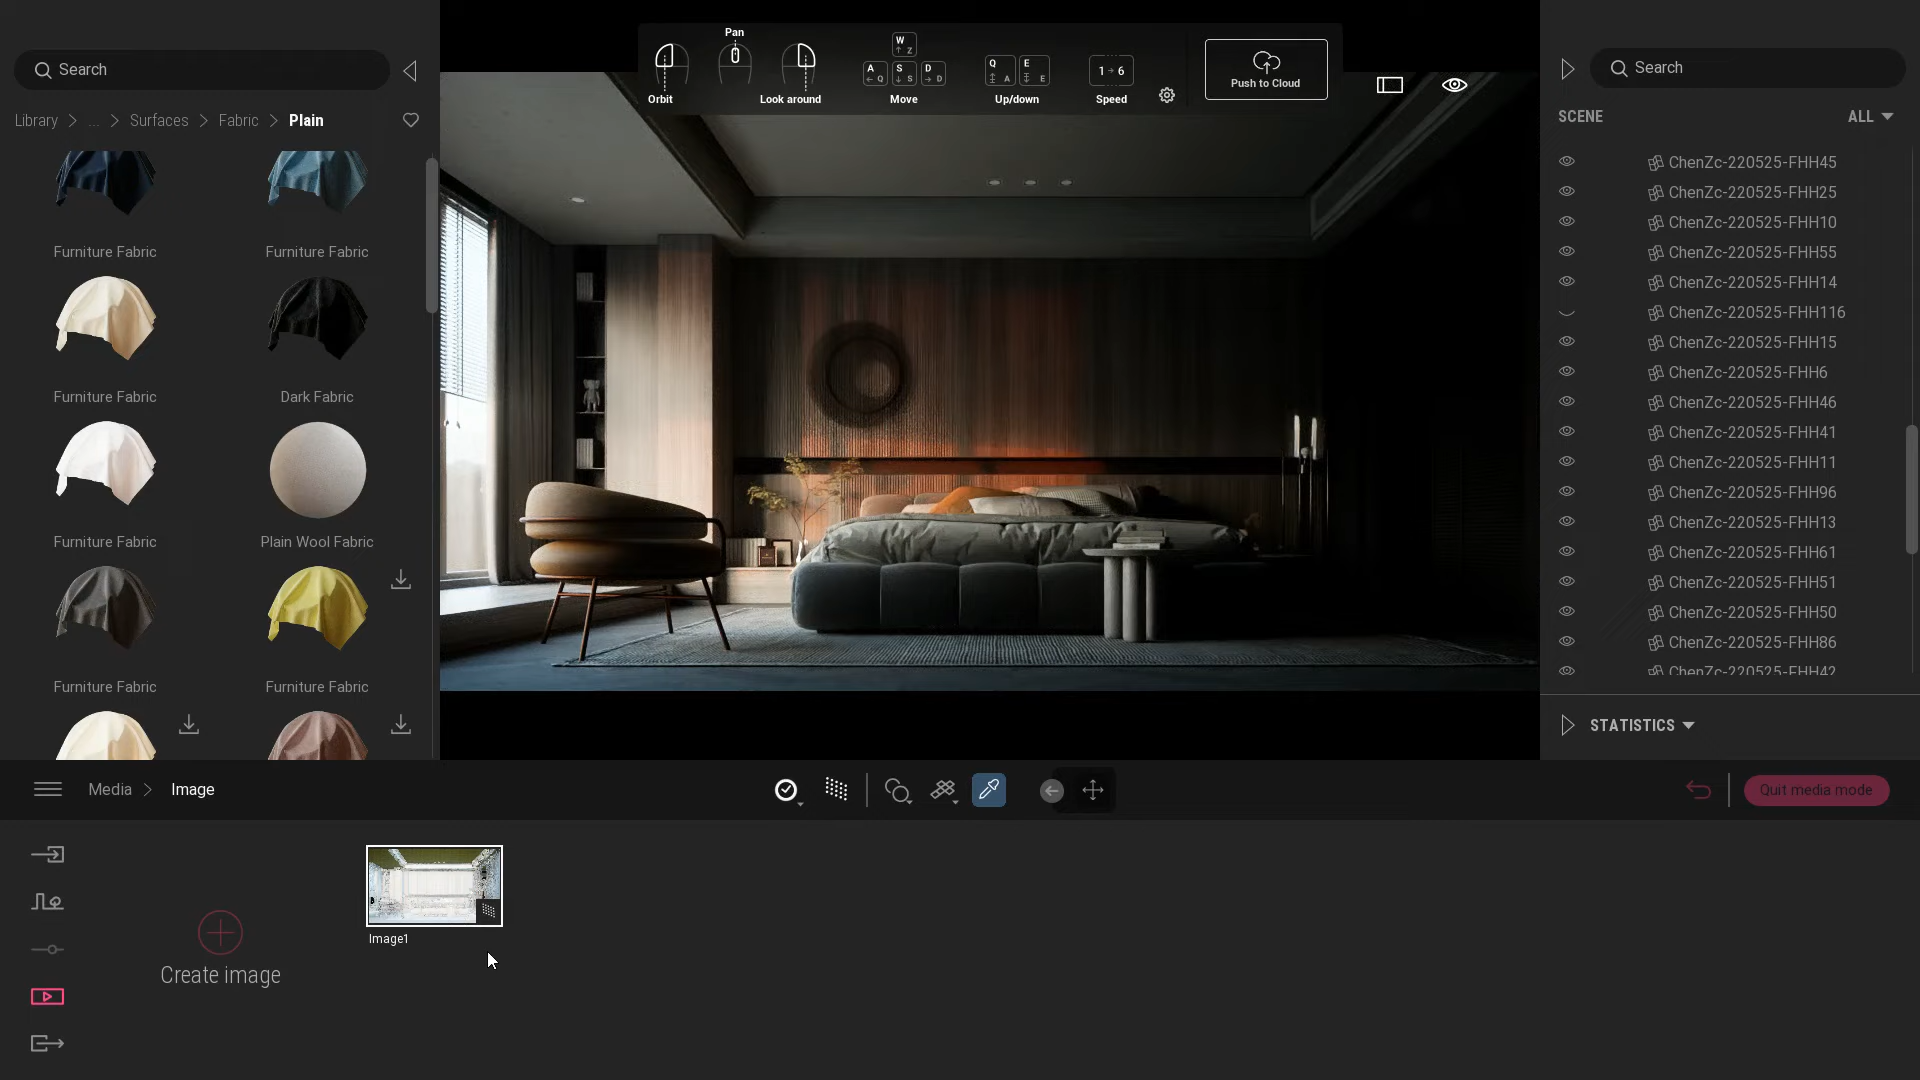 Search
Library ... Surfaces Fabric Plain
Furniture Fabric
Furniture Fabric
Furniture Fabric
Dark Fabric
Furniture Fabric
Plain Wool Fabric
Furniture Fabric
Furniture Fabric
Orbit
Pan
Look around
W
Z
A
Q
S
S
D
D
Move
Q
A
E
E
Up/down
1 6
Speed
Push to Cloud
Search
SCENE
ALL
ChenZc-220525-FHH45
ChenZc-220525-FHH25
ChenZc-220525-FHH10
ChenZc-220525-FHH55
ChenZc-220525-FHH14
ChenZc-220525-FHH116
ChenZc-220525-FHH15
ChenZc-220525-FHH6
ChenZc-220525-FHH46
ChenZc-220525-FHH41
ChenZc-220525-FHH11
ChenZc-220525-FHH96
ChenZc-220525-FHH13
ChenZc-220525-FHH61
ChenZc-220525-FHH51
ChenZc-220525-FHH50
ChenZc-220525-FHH86
ChenZc-220525-FHH42
STATISTICS
Media Image
Quit media mode
Create image
Image1